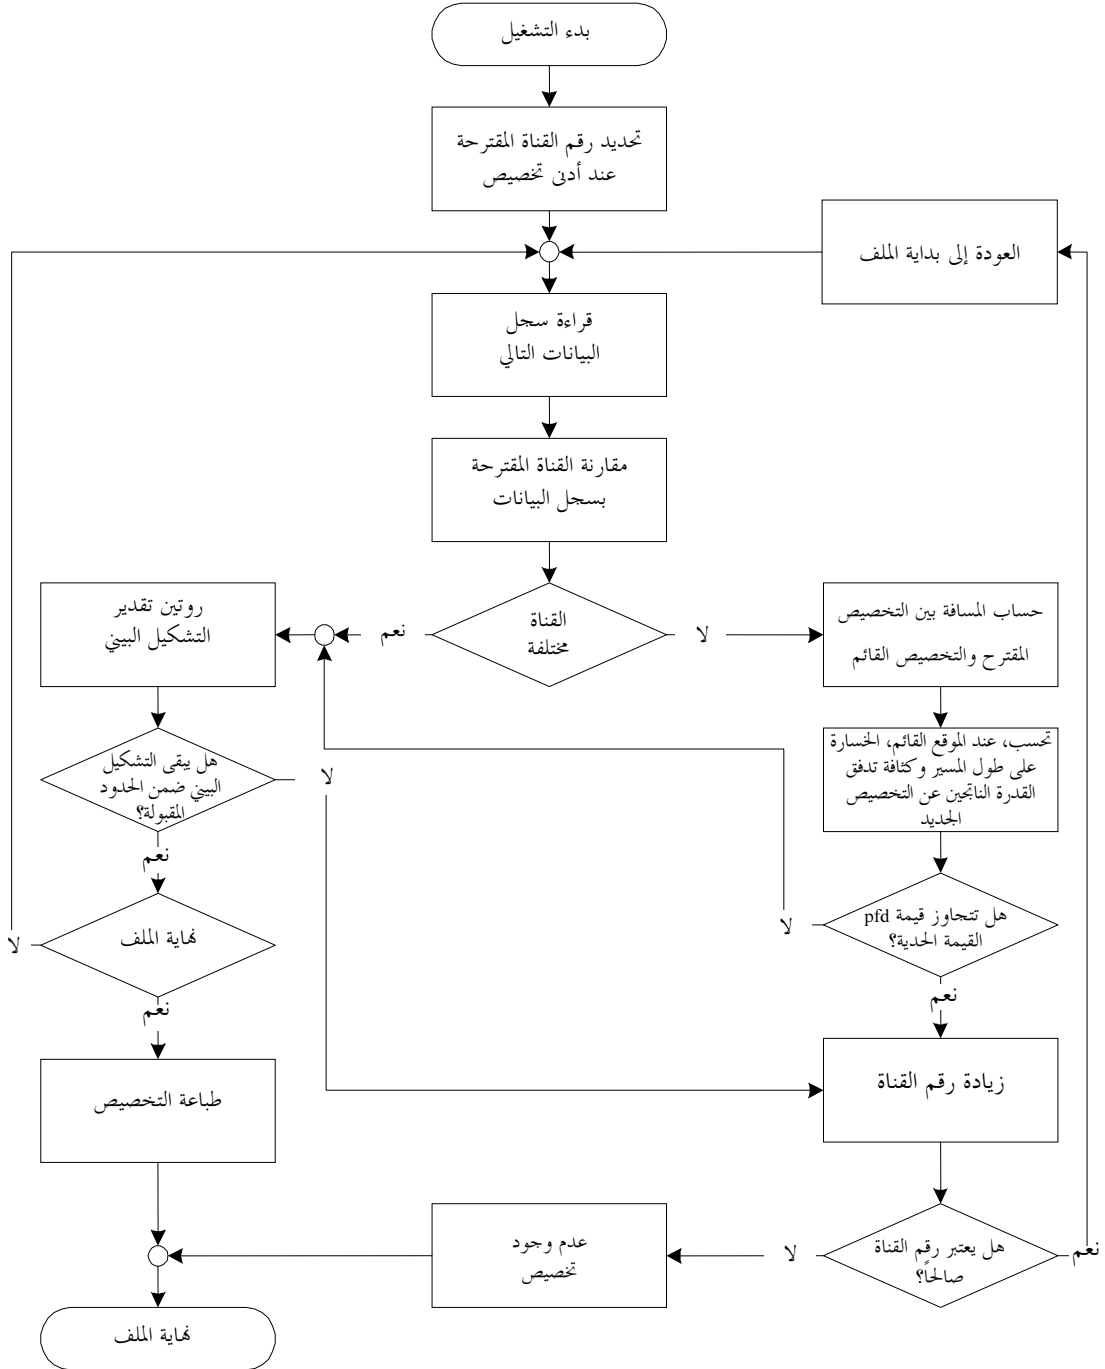 بدء التشغيل
تحديد رقم القناة المقترحة
عند أدنى تخصيص
العودة إلى بداية الملف
قراءة سجل
البيانات التالي
مقارنة القناة المقترحة
بسجل البيانات
القناة
مختلفة
نعم
لا
روتين تقدير
التشكيل البيني
حساب المسافة بين التخصيص
المقترح والتخصيص القائم
هل يبقى التشكيل
البيني ضمن الحدود
المقبولة؟
لا
نعم
تحسب، عند الموقع القائم، الخسارة
على طول المسير وكثافة تدفق
القدرة الناتجين عن التخصيص
الجديد
هل تتجاوز قيمة pfd
القيمة الحدية؟
لا
نعم
نهاية الملف
لا
نعم
زيادة رقم القناة
طباعة التخصيص
هل يعتبر رقم القناة
صالحاً؟
نعم
لا
عدم وجود
تخصيص
نهاية الملف